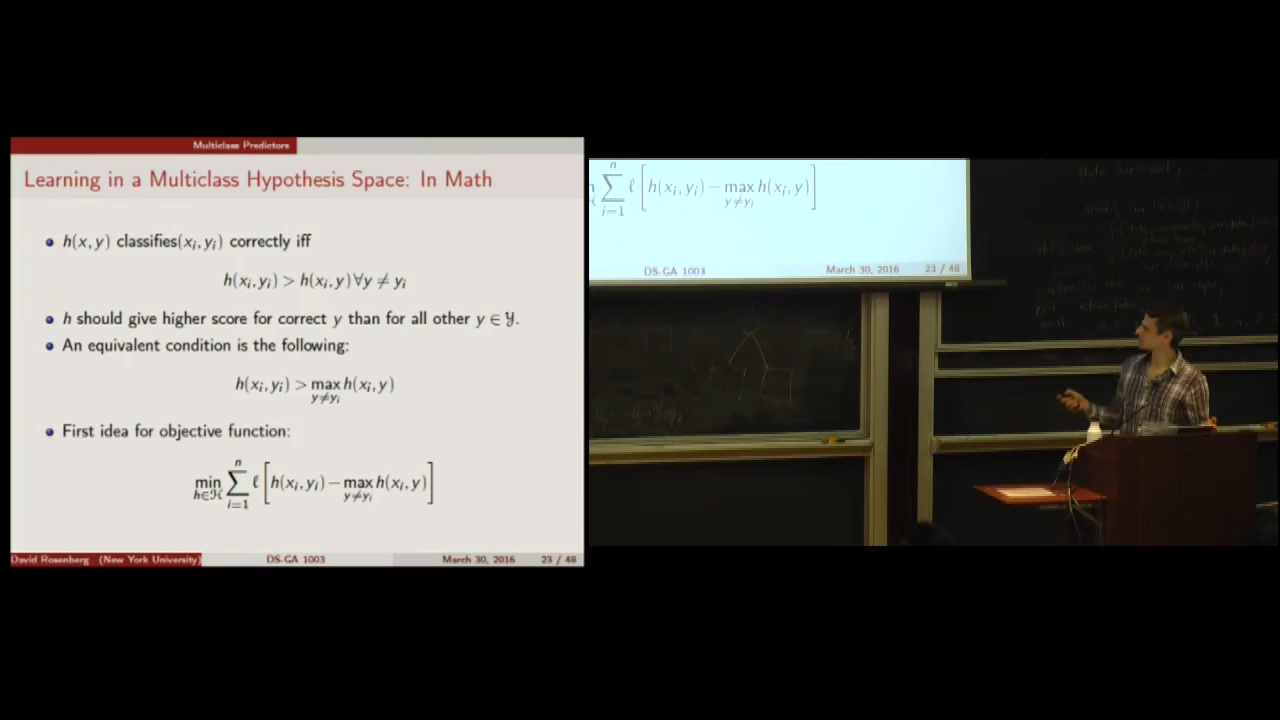 Multiclass Predictors
Learning in a Multiclass Hypothesis Space: In Math
h(x,y) classifies(x_i,y_i) correctly iff
h(x_i,y_i) > h(x_i,y)∀y ≠ y_i
h should give higher score for correct y than for all other y ∈ 𝒴.
An equivalent condition is the following:
h(x_i,y_i) > max_{y≠y_i} h(x_i,y)
First idea for objective function:
min_{h∈ℋ} ∑_{i=1}^{n} ℓ [h(x_i,y_i) − max_{y≠y_i} h(x_i,y)]
David Rosenberg (New York University) DS-GA 1003 March 30, 2016 23 / 48
∑_{i=1}^{n} ℓ [h(x_i,y_i) − max_{y≠y_i} h(x_i,y)]
DS-GA 1003 March 30, 2016 23 / 48